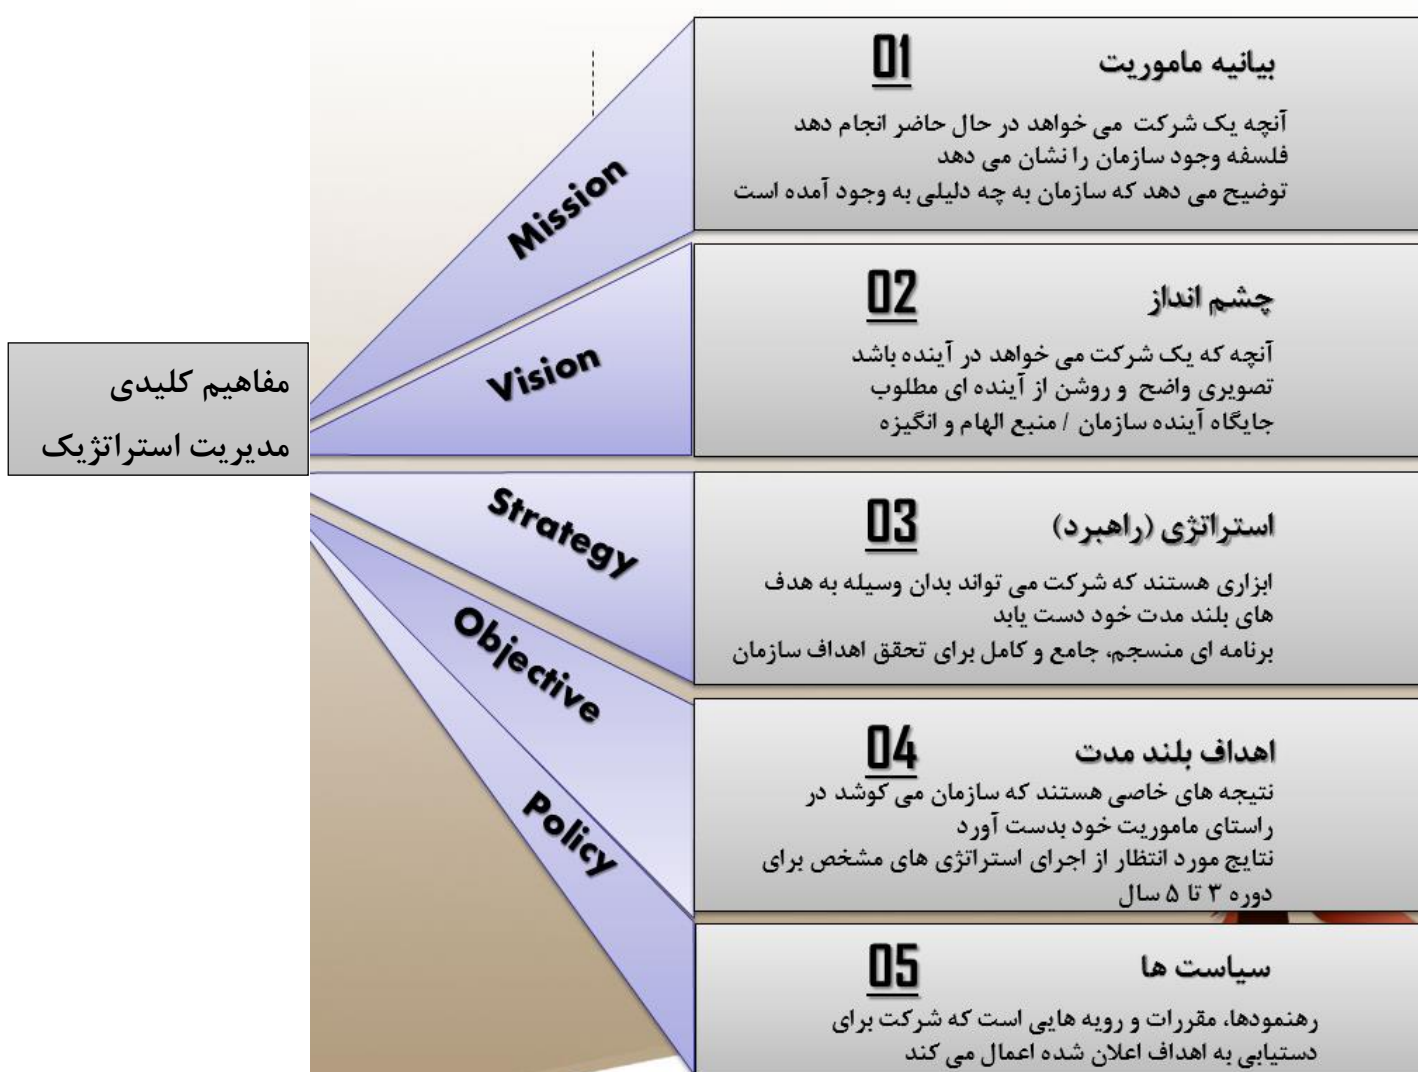 مفاهیم کلیدی
مدیریت استراتژیک
Mission
بیانیه ماموریت 01
آنچه یک شرکت می خواهد در حال حاضر انجام دهد
فلسفه وجود سازمان را نشان می دهد
توضیح می دهد که سازمان به چه دلیلی به وجود آمده است
Vision
چشم انداز 02
آنچه که یک شرکت می خواهد در آینده باشد
تصویری واضح و روشن از آینده ای مطلوب
جایگاه آینده سازمان / منبع الهام و انگیزه
Strategy
استراتژی (راهبرد) 03
ابزاری هستند که شرکت می تواند بدان وسیله به هدف
های بلند مدت خود دست یابد
برنامه ای منسجم، جامع و کامل برای تحقق اهداف سازمان
Objective
اهداف بلند مدت 04
نتیجه های خاصی هستند که سازمان می کوشد در
راستای ماموریت خود بدست آورد
نتایج مورد انتظار از اجرای استراتژی های مشخص برای
دوره ۳ تا ۵ سال
Policy
سیاست ها 05
رهنمودها، مقررات و رویه هایی است که شرکت برای
دستیابی به اهداف اعلان شده اعمال می کند